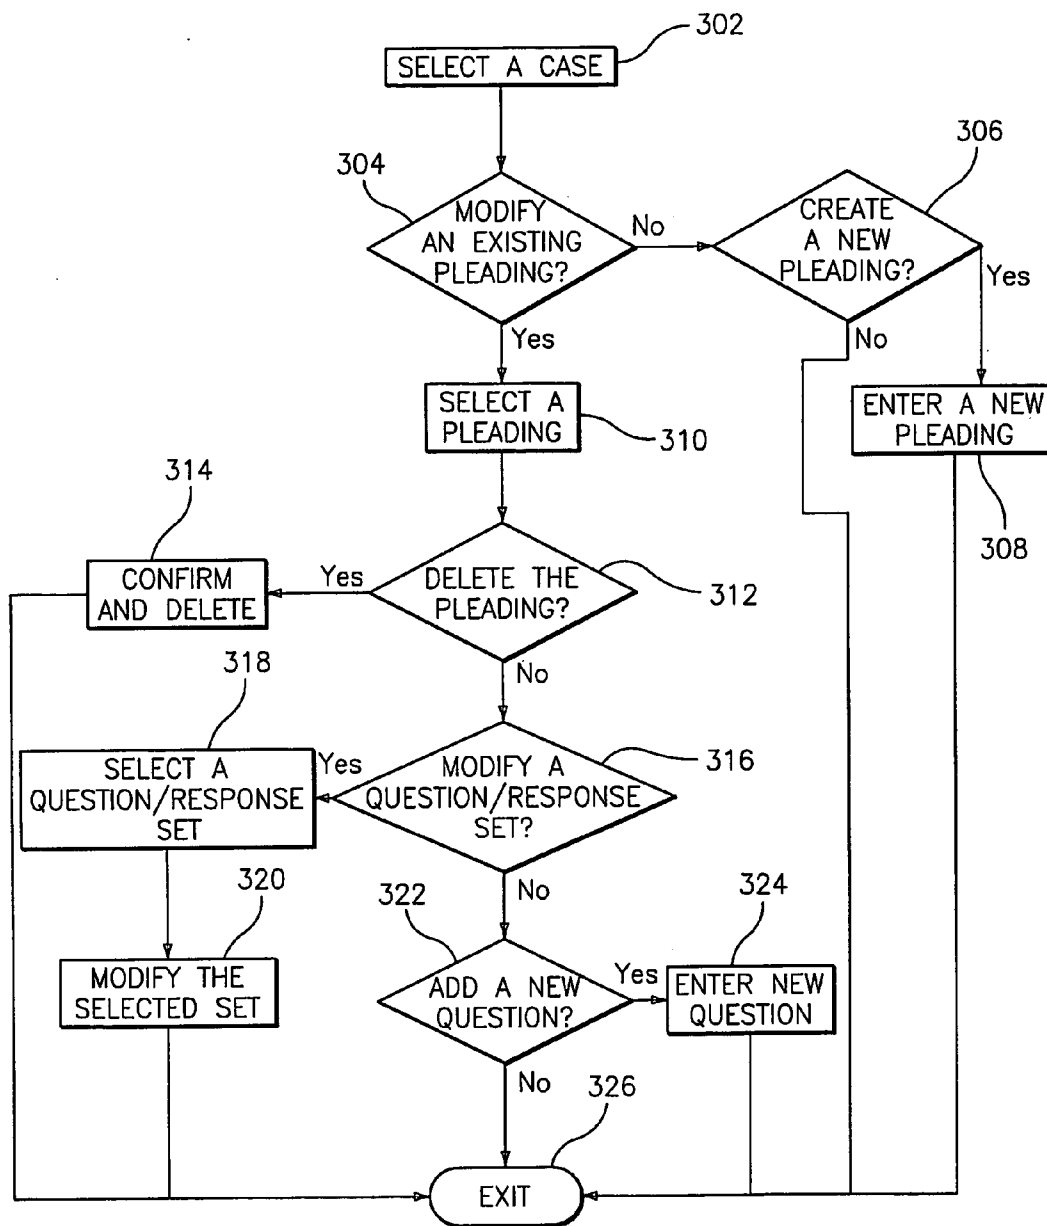 302
SELECT A CASE
304
MODIFY
AN EXISTING
PLEADING?
No
306
CREATE
A NEW
PLEADING?
Yes
No
Yes
SELECT A
PLEADING
310
ENTER A NEW
PLEADING
308
314
CONFIRM
AND DELETE
Yes
DELETE THE
PLEADING?
312
No
318
SELECT A
QUESTION/RESPONSE
SET
Yes
MODIFY A
QUESTION/RESPONSE
SET?
316
No
320
MODIFY THE
SELECTED SET
322
ADD A NEW
QUESTION?
Yes
324
ENTER NEW
QUESTION
No
326
EXIT